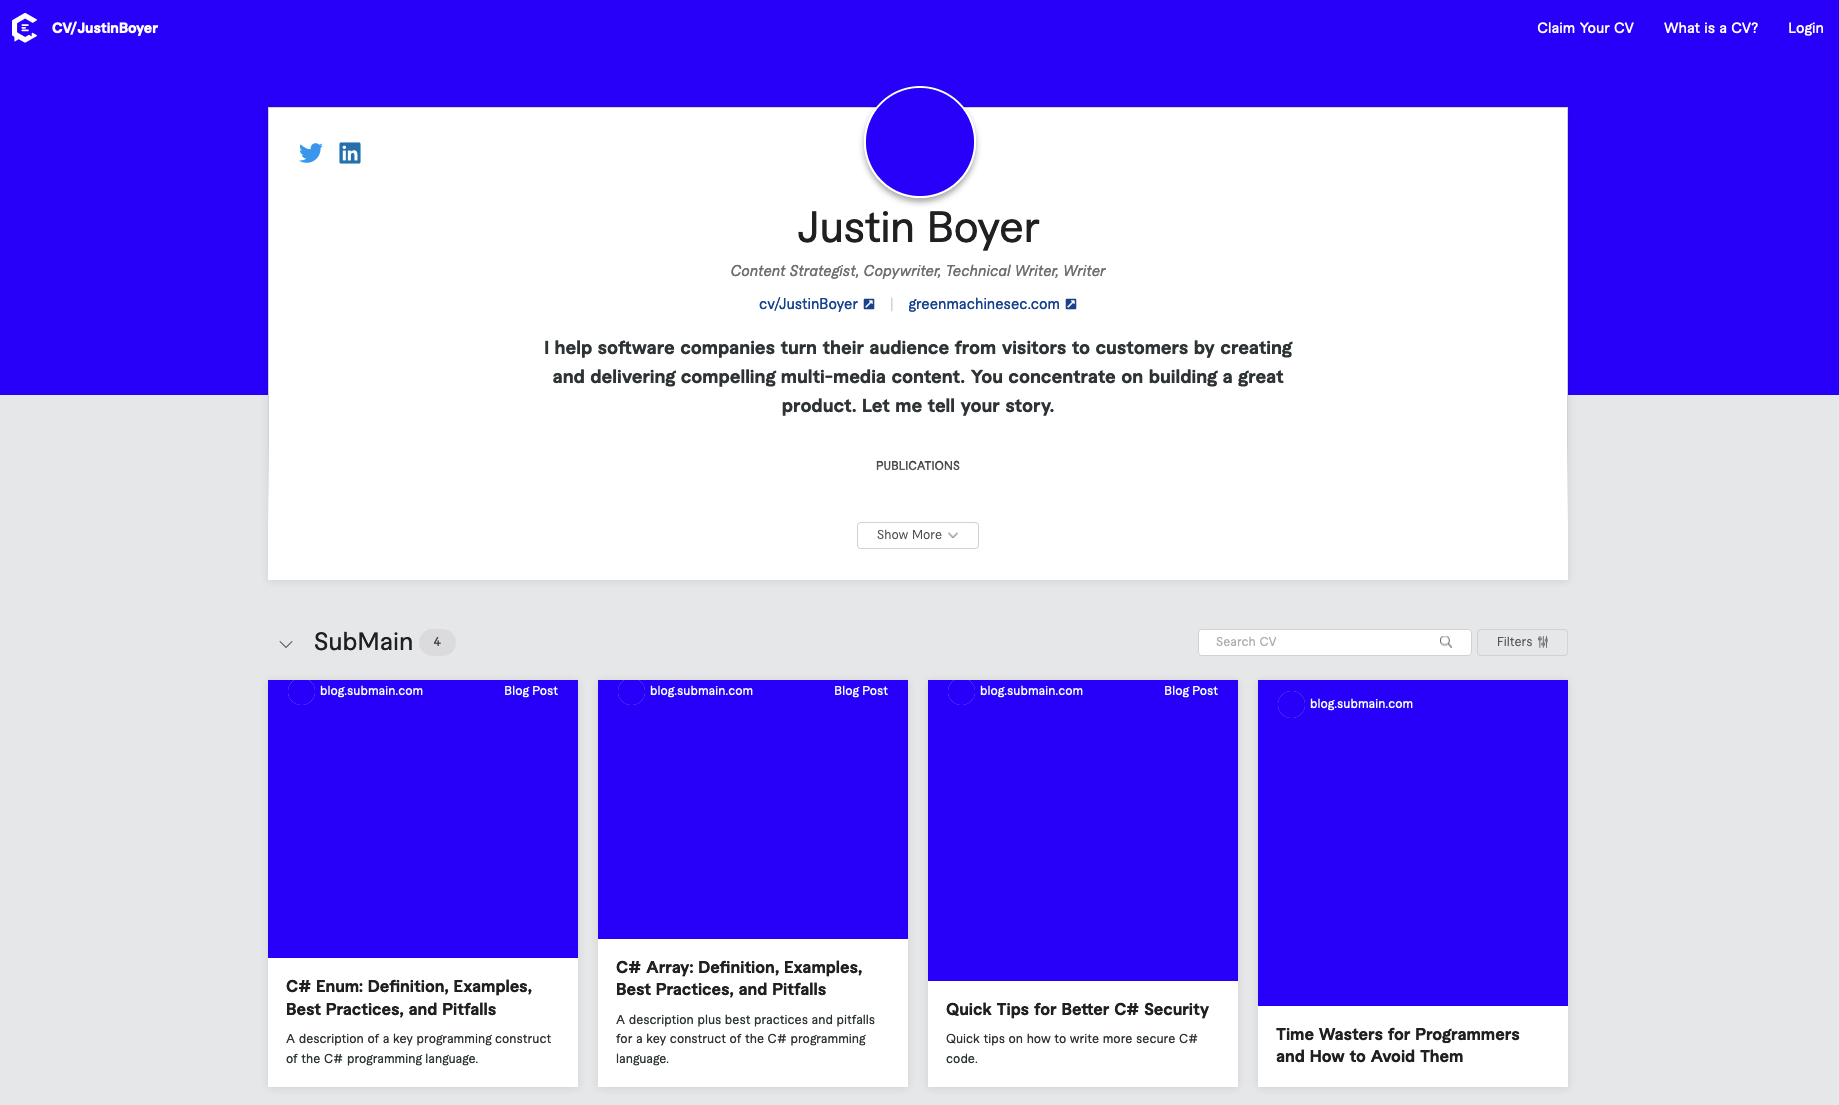 CV/JustinBoyer
Claim Your CV
What is a CV?
Login
Justin Boyer
Content Strategist, Copywriter, Technical Writer, Writer
cv/JustinBoyer | greenmachinesec.com
I help software companies turn their audience from visitors to customers by creating
and delivering compelling multi-media content. You concentrate on building a great
product. Let me tell your story.
PUBLICATIONS
Show More
SubMain 4
Search CV
Filters
blog.submain.com Blog Post
C# Enum: Definition, Examples,
Best Practices, and Pitfalls
A description of a key programming construct
of the C# programming language.
blog.submain.com Blog Post
C# Array: Definition, Examples,
Best Practices, and Pitfalls
A description plus best practices and pitfalls
for a key construct of the C# programming
language.
blog.submain.com Blog Post
Quick Tips for Better C# Security
Quick tips on how to write more secure C#
code.
blog.submain.com
Time Wasters for Programmers
and How to Avoid Them